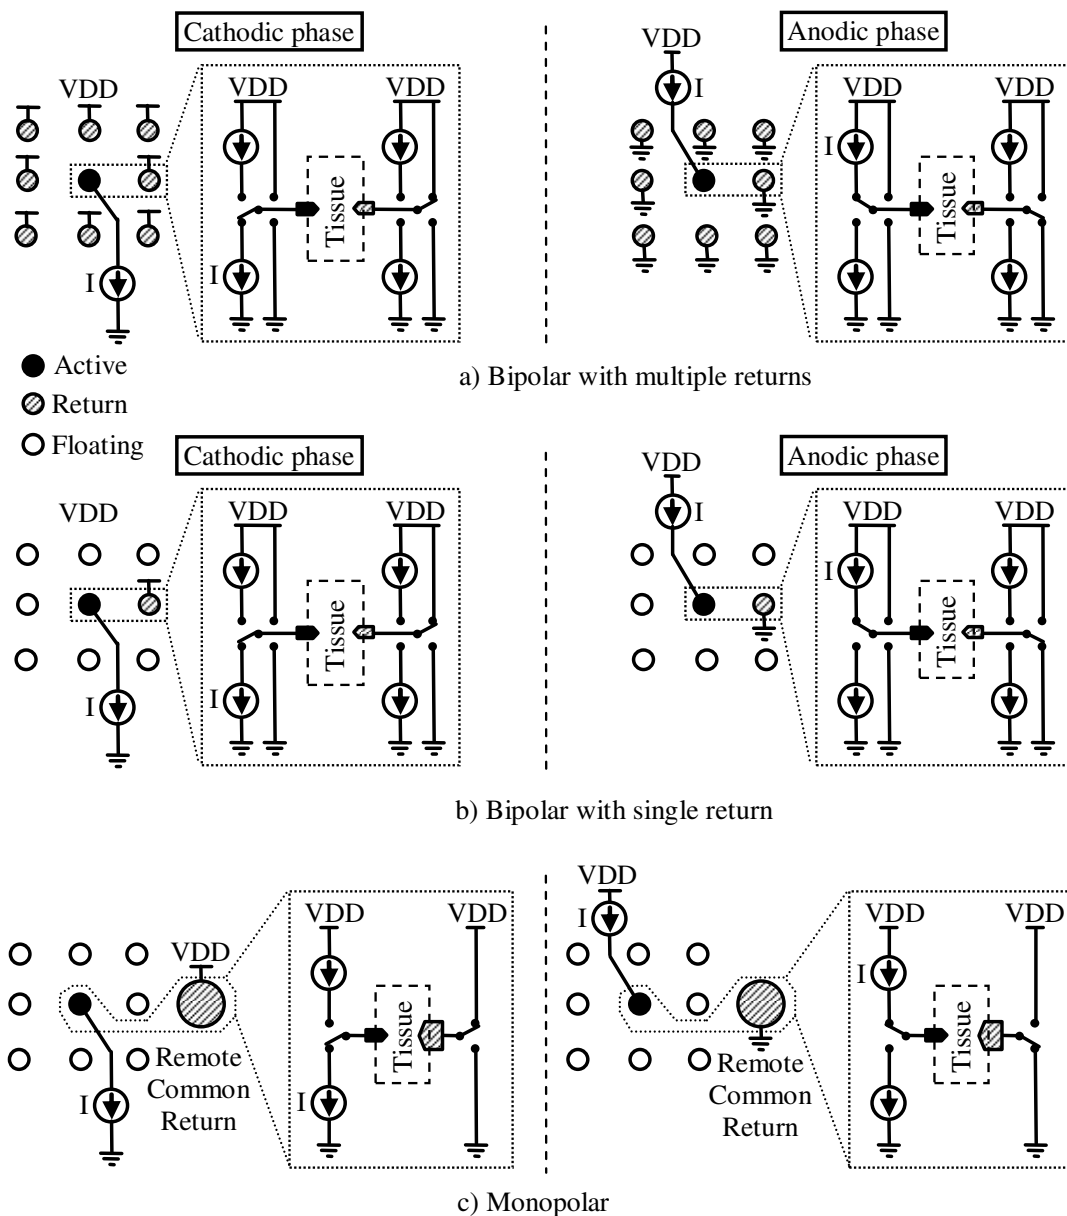 Cathodic phase
Anodic phase
VDD
VDD
VDD
VDD
VDD
VDD
I
I
Tissue
I
I
Tissue
Active
Return
Floating
a) Bipolar with multiple returns
Cathodic phase
Anodic phase
VDD
VDD
VDD
VDD
VDD
VDD
I
I
Tissue
I
I
Tissue
b) Bipolar with single return
VDD
VDD
VDD
VDD
VDD
VDD
I
I
Tissue
Remote
Common
Return
I
I
Tissue
Remote
Common
Return
c) Monopolar